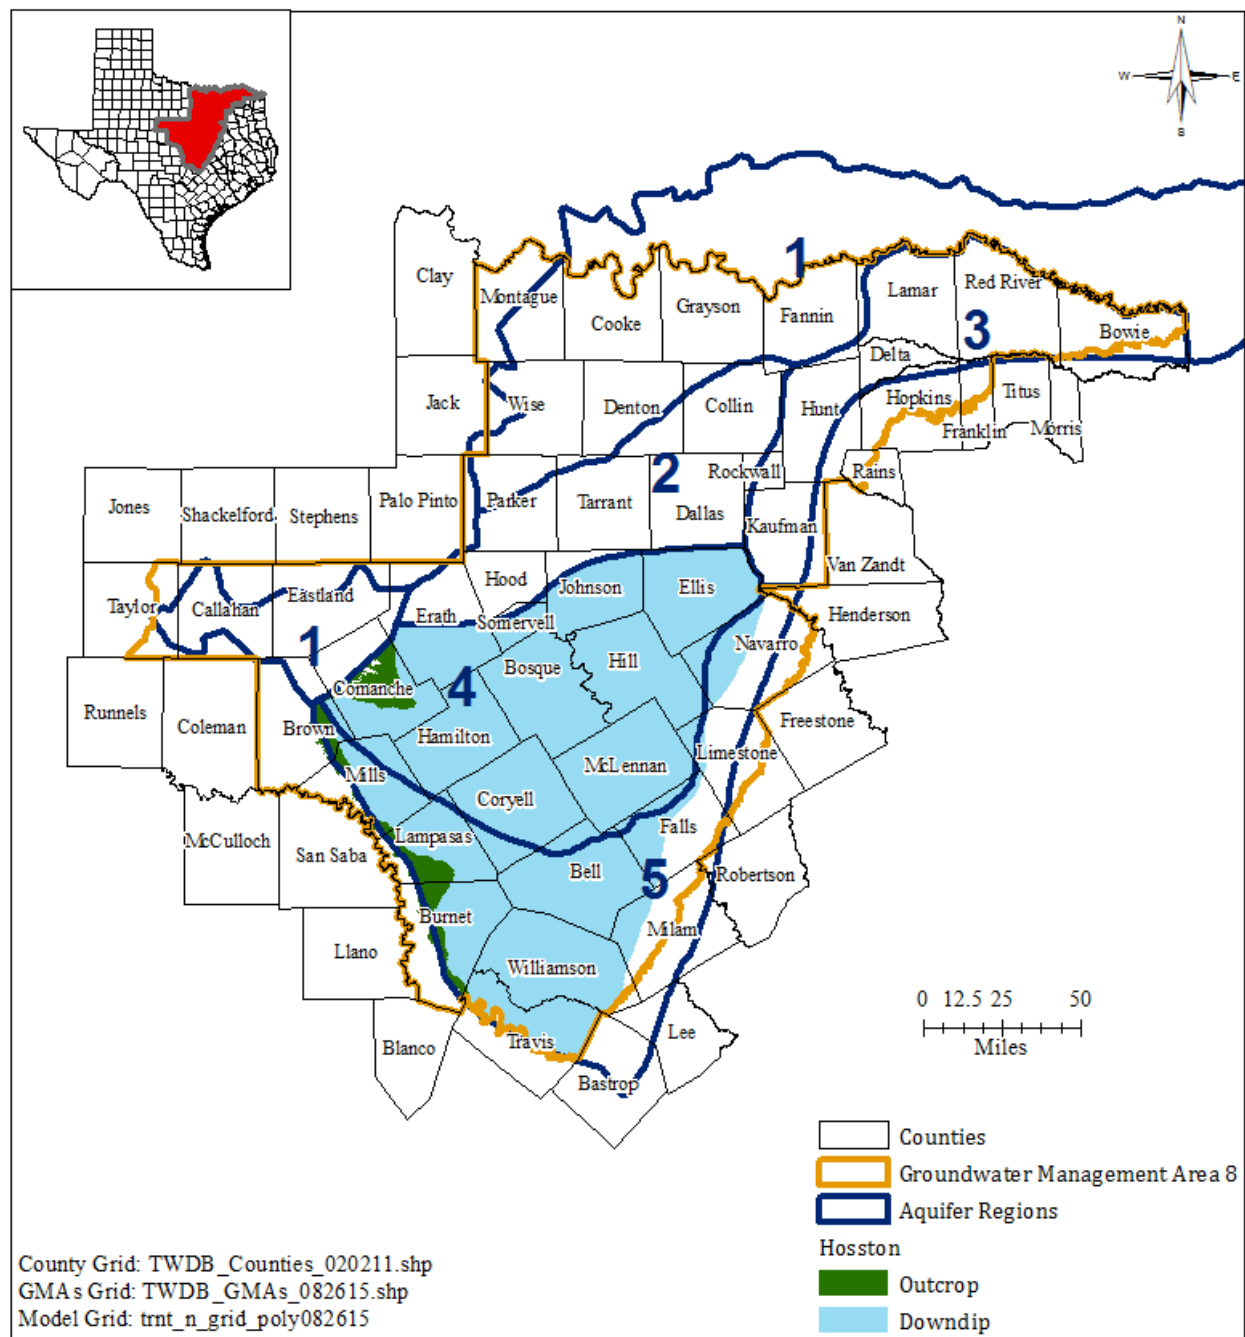 N
W E
S
1
Clay
Montague
Cooke
Grayson
Fannin
Lamar
Red River
Bowie
3
Delta
Jack
Wise
Denton
Collin
Hunt
Hopkins
Titus
Franklin
Morris
2
Rockwall
Rains
Jones
Shackelford
Stephens
Palo Pinto
Parker
Tarrant
Dallas
Kaufman
Van Zandt
Taylor
Callahan
Eastland
Hood
Johnson
Ellis
Erath
Somervell
Henderson
1
Comanche
4
Bosque
Hill
Navarro
Runnels
Coleman
Brown
Hamilton
Freestone
Limestone
McLennan
Mills
Coryell
McCulloch
San Saba
Lampasas
Falls
Bell
5
Robertson
Burnet
Milam
Llano
Williamson
Blanco
Travis
Lee
Bastrop
0 12.5 25 50
Miles
Counties
Groundwater Management Area 8
Aquifer Regions
Hosston
Outcrop
Downdip
County Grid: TWDB_Counties_020211.shp
GMAs Grid: TWDB_GMAs_082615.shp
Model Grid: trnt_n_grid_poly082615